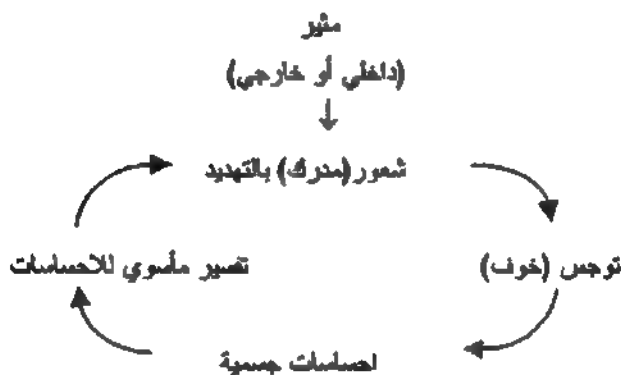 مثير
(داخلي أو خارجي)
شعور (مدرك) بالتهديد
توجس (خوف)
تفسير مأسوي للاحساسات
احساسات جسمية